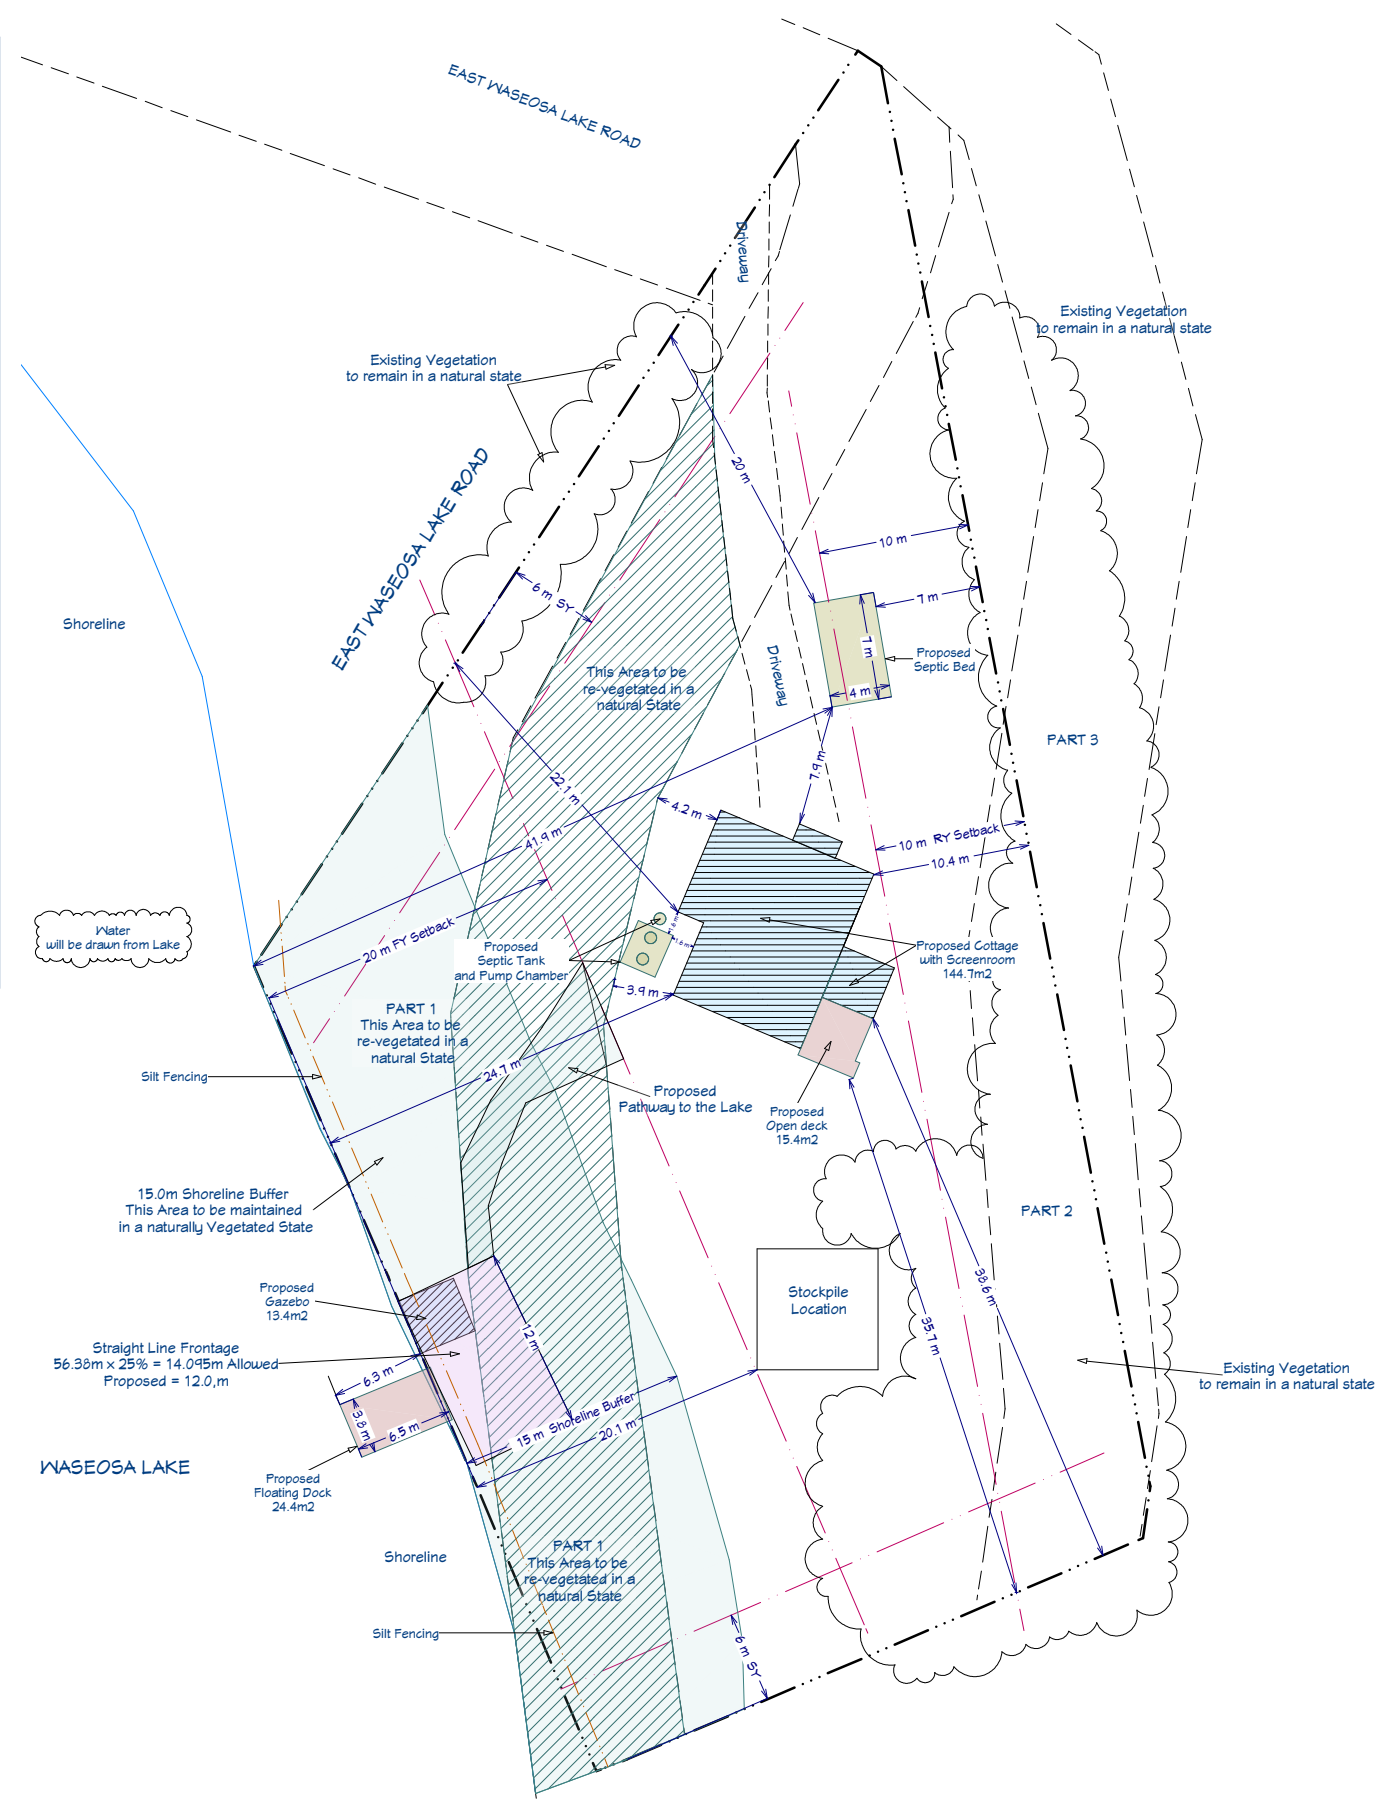 EAST WASEOSA LAKE ROAD
Driveway
Existing Vegetation
to remain in a natural state
Existing Vegetation
to remain in a natural state
EAST WASEOSA LAKE ROAD
20 m
10 m
7 m
6 m SY
7 m
4 m
Proposed
Septic Bed
Shoreline
This Area to be
re-vegetated in a
natural State
Driveway
PART 3
22.1 m
7.9 m
4.2 m
41.9 m
10 m RY Setback
10.4 m
Water
will be drawn from Lake
20 m FY Setback
Proposed
Septic Tank
and Pump Chamber
1.6 m
1.6 m
Proposed Cottage
with Screenroom
144.7m2
3.9 m
PART 1
This Area to be
re-vegetated in a
natural State
24.7 m
Silt Fencing
Proposed
Pathway to the Lake
Proposed
Open deck
15.4m2
15.0m Shoreline Buffer
This Area to be maintained
in a naturally Vegetated State
PART 2
Proposed
Gazebo
13.4m2
Stockpile
Location
38.6 m
35.7 m
12 m
Straight Line Frontage
56.38m x 25% = 14.095m Allowed
Proposed = 12.0,m
6.3 m
3.8 m
6.5 m
15 m Shoreline Buffer
20.1 m
Existing Vegetation
to remain in a natural state
WASEOSA LAKE
Proposed
Floating Dock
24.4m2
Shoreline
PART 1
This Area to be
re-vegetated in a
natural State
Silt Fencing
6 m SY